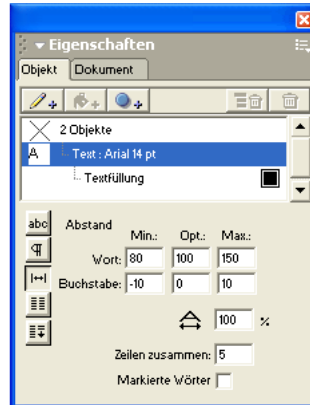 Eigenschaften
Objekt Dokument
2 Objekte
A Text : Arial 14 pt
Textfüllung
abc Abstand
Min.: Opt.: Max.:
Wort: 80 100 150
Buchstabe: -10 0 10
100 %
Zeilen zusammen: 5
Markierte Wörter